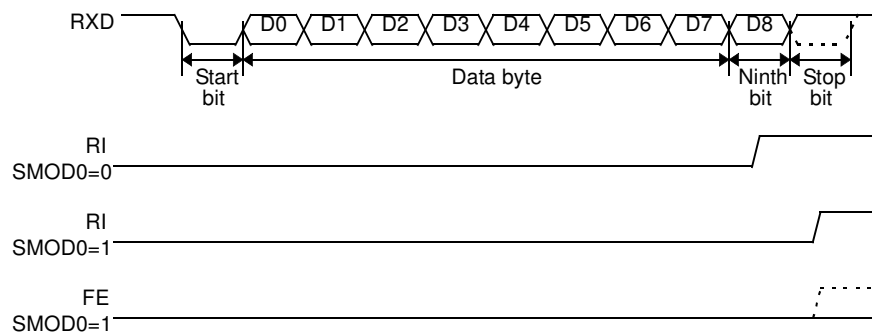 RXD
D0 D1 D2 D3 D4 D5 D6 D7 D8
Start bit
Data byte
Ninth bit
Stop bit
RI
SMOD0=0
RI
SMOD0=1
FE
SMOD0=1